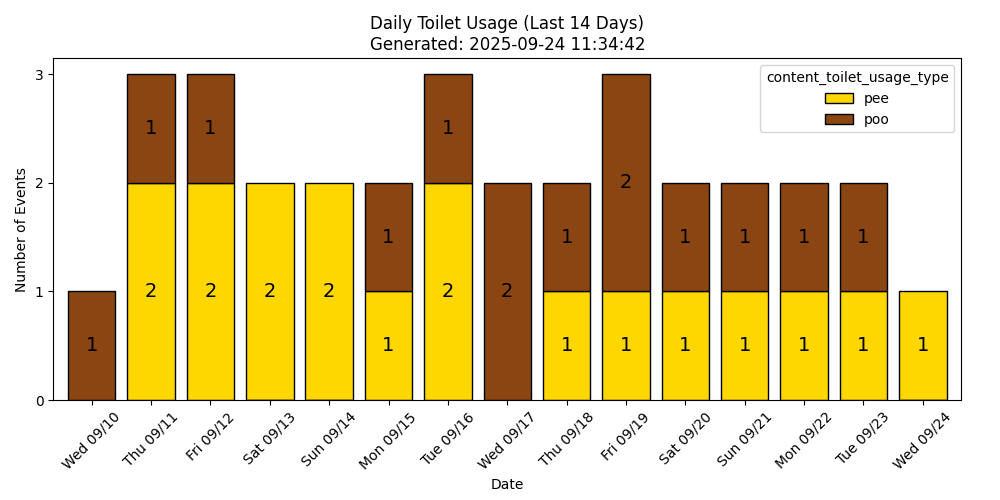 Daily Toilet Usage (Last 14 Days)
Generated: 2025-09-24 11:34:42
content_toilet_usage_type
pee
poo
Number of Events
3
2
1
0
1
2
1
2
1
2
2
1
1
2
1
2
1
1
1
2
1
1
1
1
1
1
1
1
1
Wed 09/10
Thu 09/11
Fri 09/12
Sat 09/13
Sun 09/14
Mon 09/15
Tue 09/16
Wed 09/17
Thu 09/18
Fri 09/19
Sat 09/20
Sun 09/21
Mon 09/22
Tue 09/23
Wed 09/24
Date